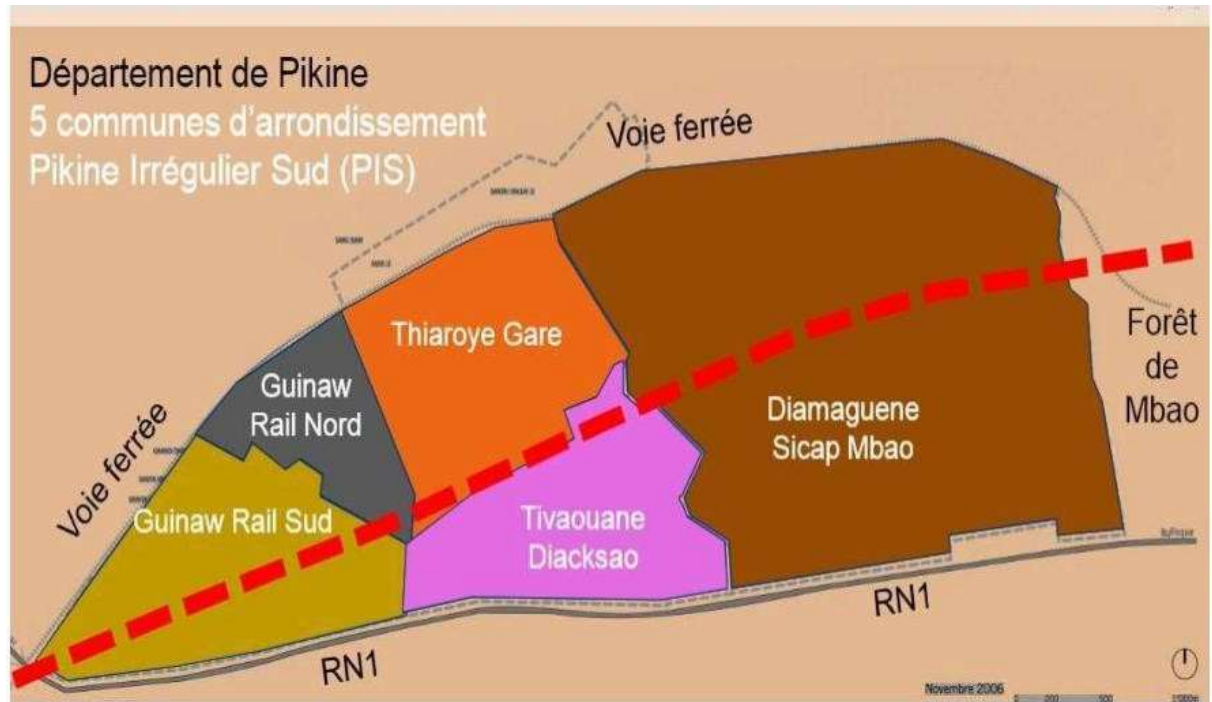 Département de Pikine
5 communes d'arrondissement
Pikine Irrégulier Sud (PIS)
Voie ferrée
Thiaroye Gare
Guinaw
Rail Nord
Voie ferrée
Guinaw Rail Sud
Diamaguene
Sicap Mbao
Forêt
de
Mbao
Tivaouane
Diacksao
RN1
RN1
Novembre 2006